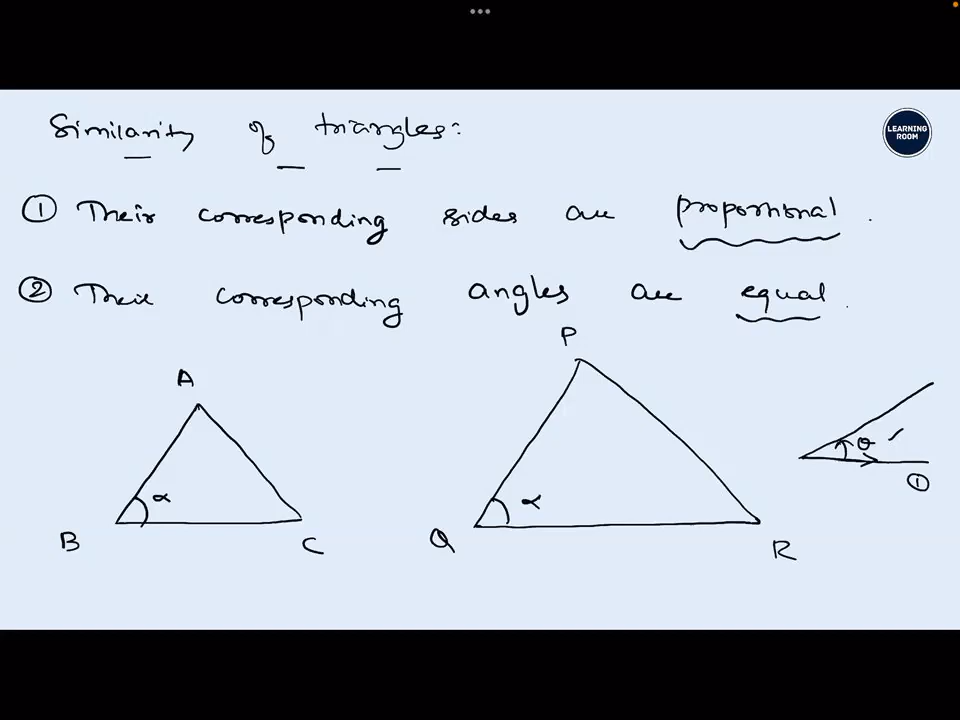 Similarity of triangles:
LEARNING
ROOM
① Their corresponding sides are proportional.
② Their corresponding angles are equal.
P
A
θ
①
α
α
B
C
Q
R